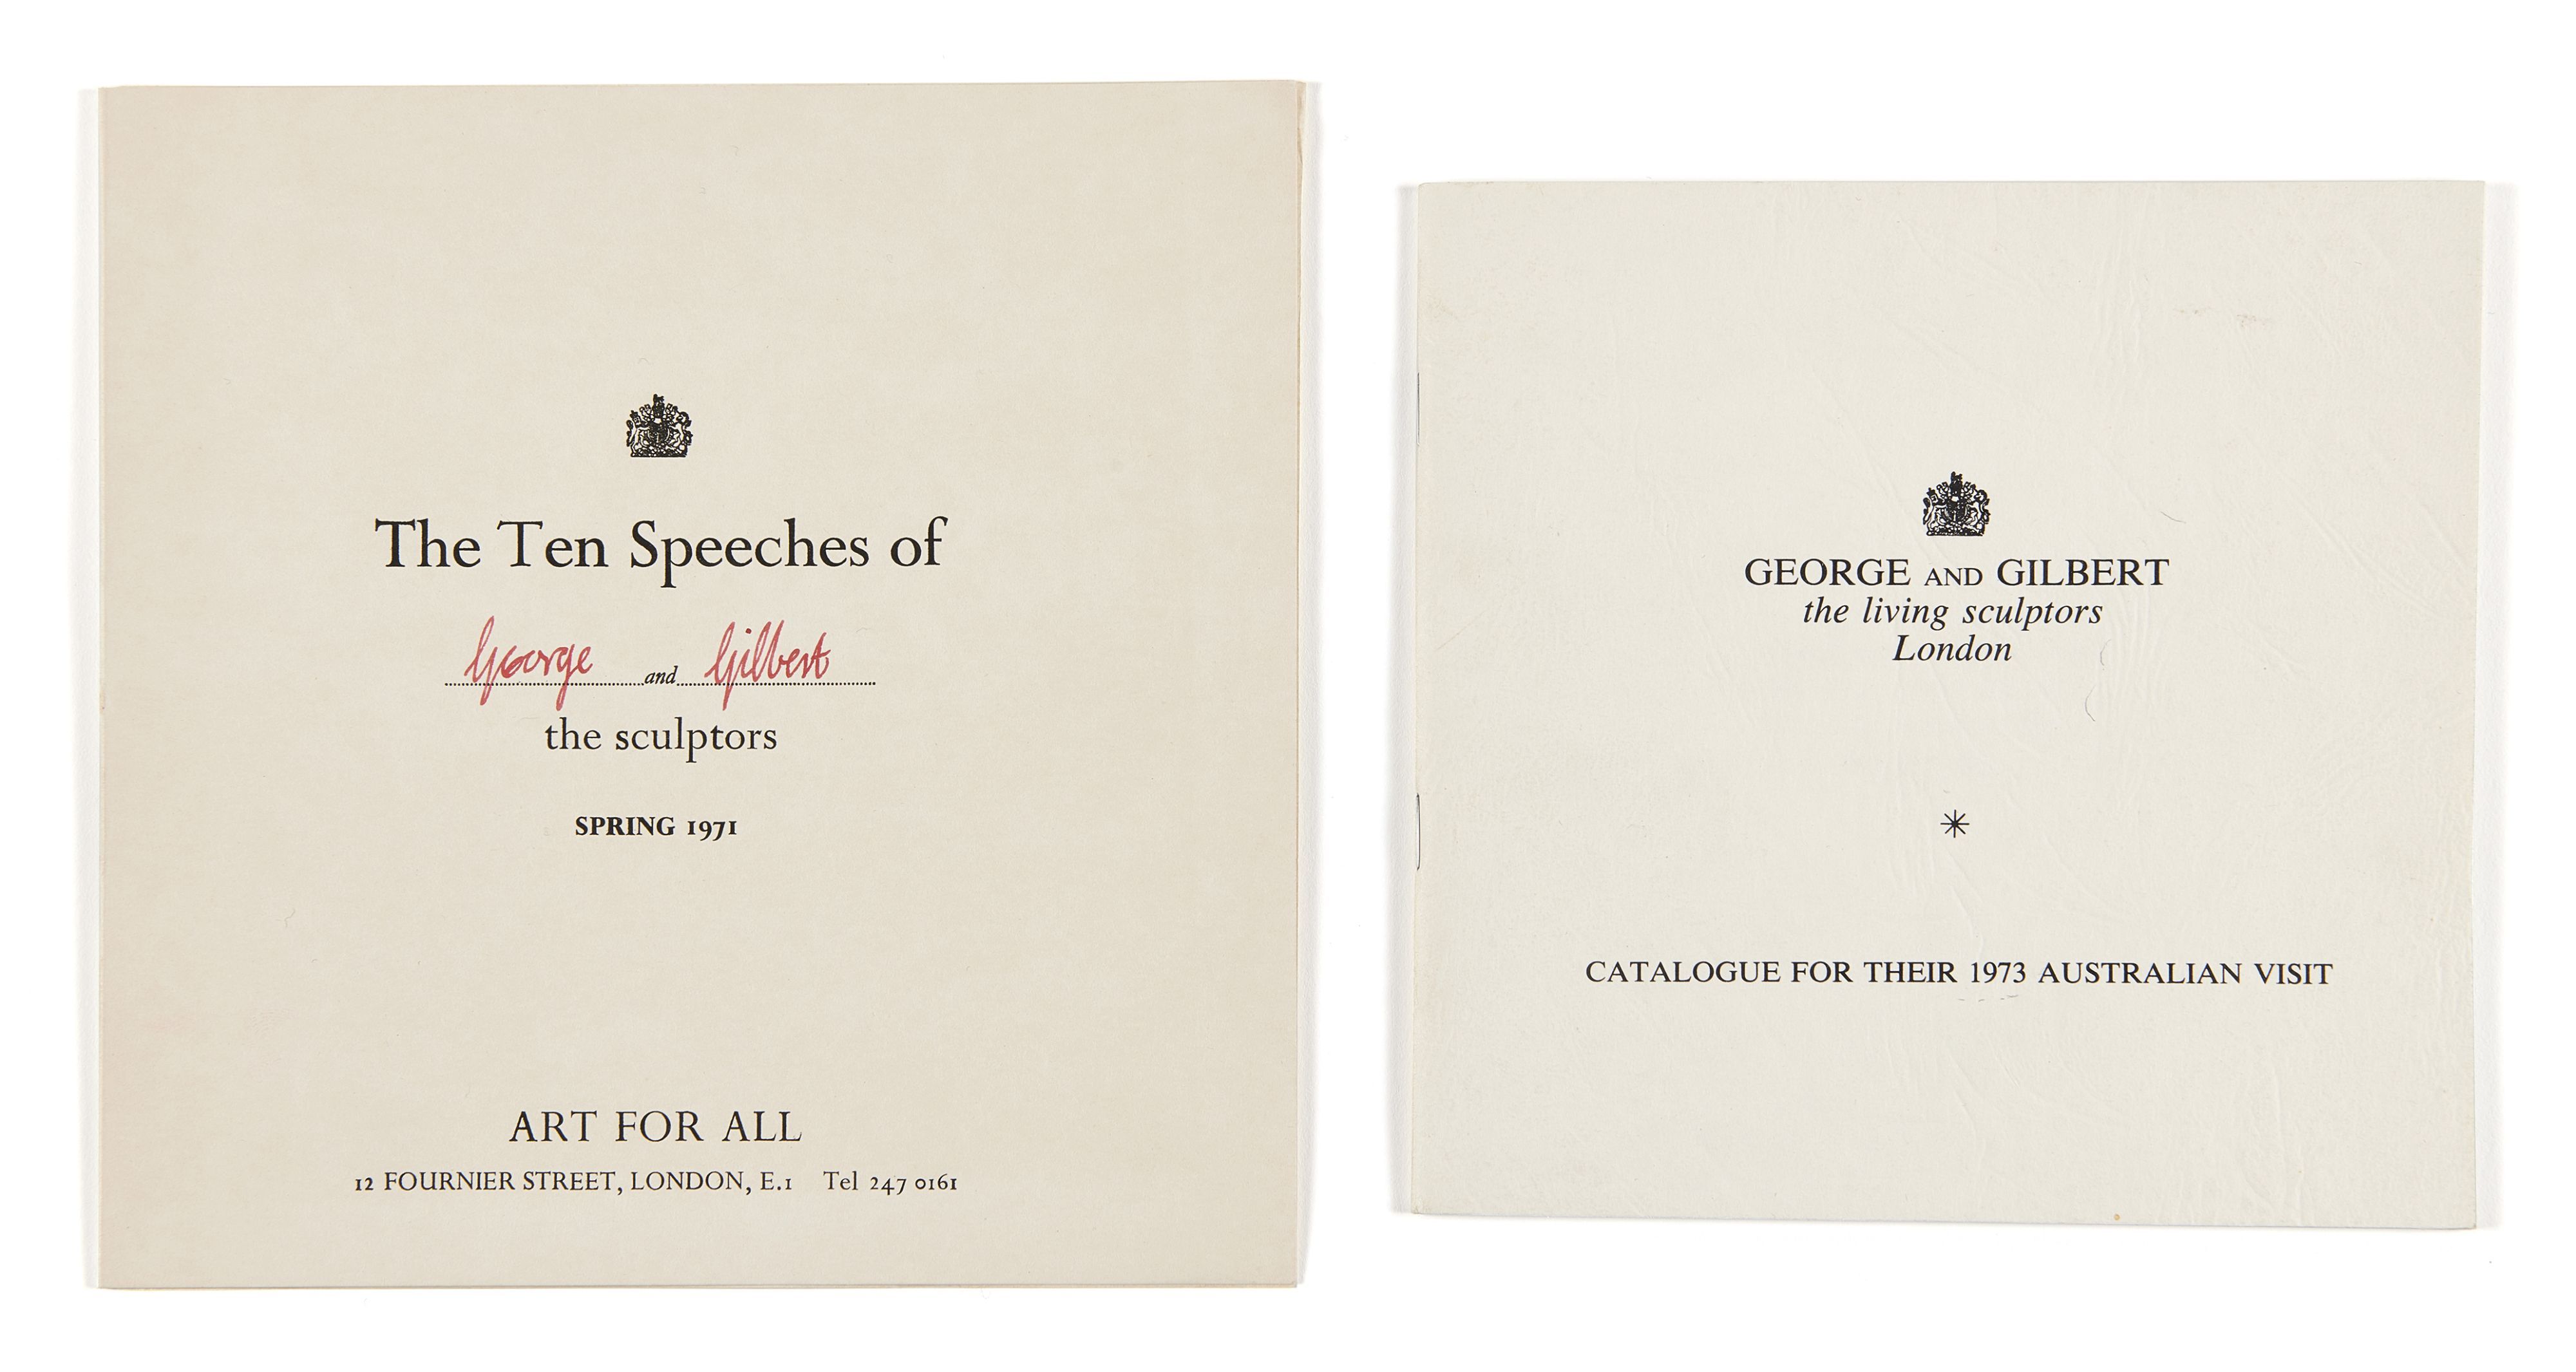 The Ten Speeches of
George and Gilbert
the sculptors
SPRING 1971
ART FOR ALL
12 FOURNIER STREET, LONDON, E.1 Tel 247 0161
GEORGE AND GILBERT
the living sculptors
London
CATALOGUE FOR THEIR 1973 AUSTRALIAN VISIT